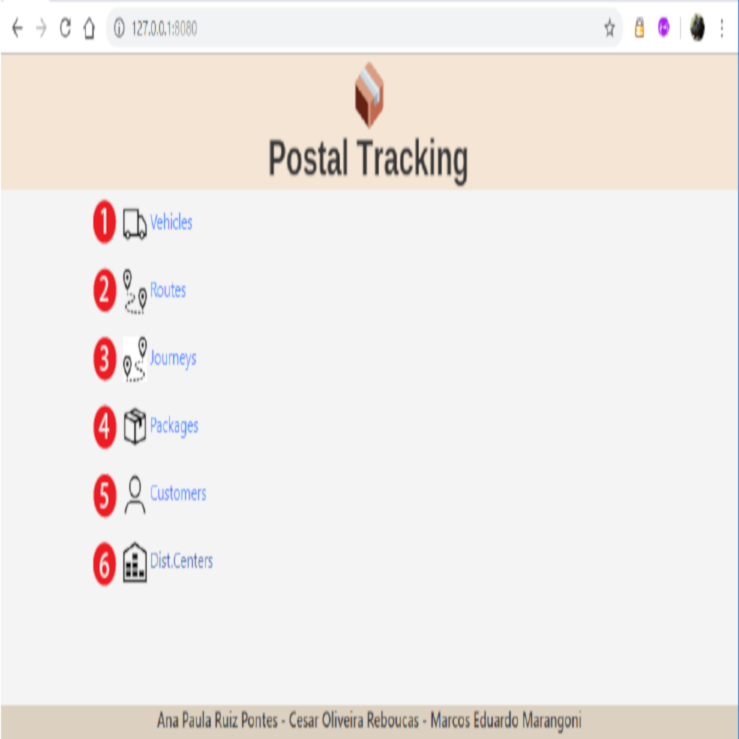 127.0.0.1:8080
Postal Tracking
1 Vehicles
2 Routes
3 Journeys
4 Packages
5 Customers
6 Dist.Centers
Ana Paula Ruiz Pontes - Cesar Oliveira Reboucas - Marcos Eduardo Marangoni